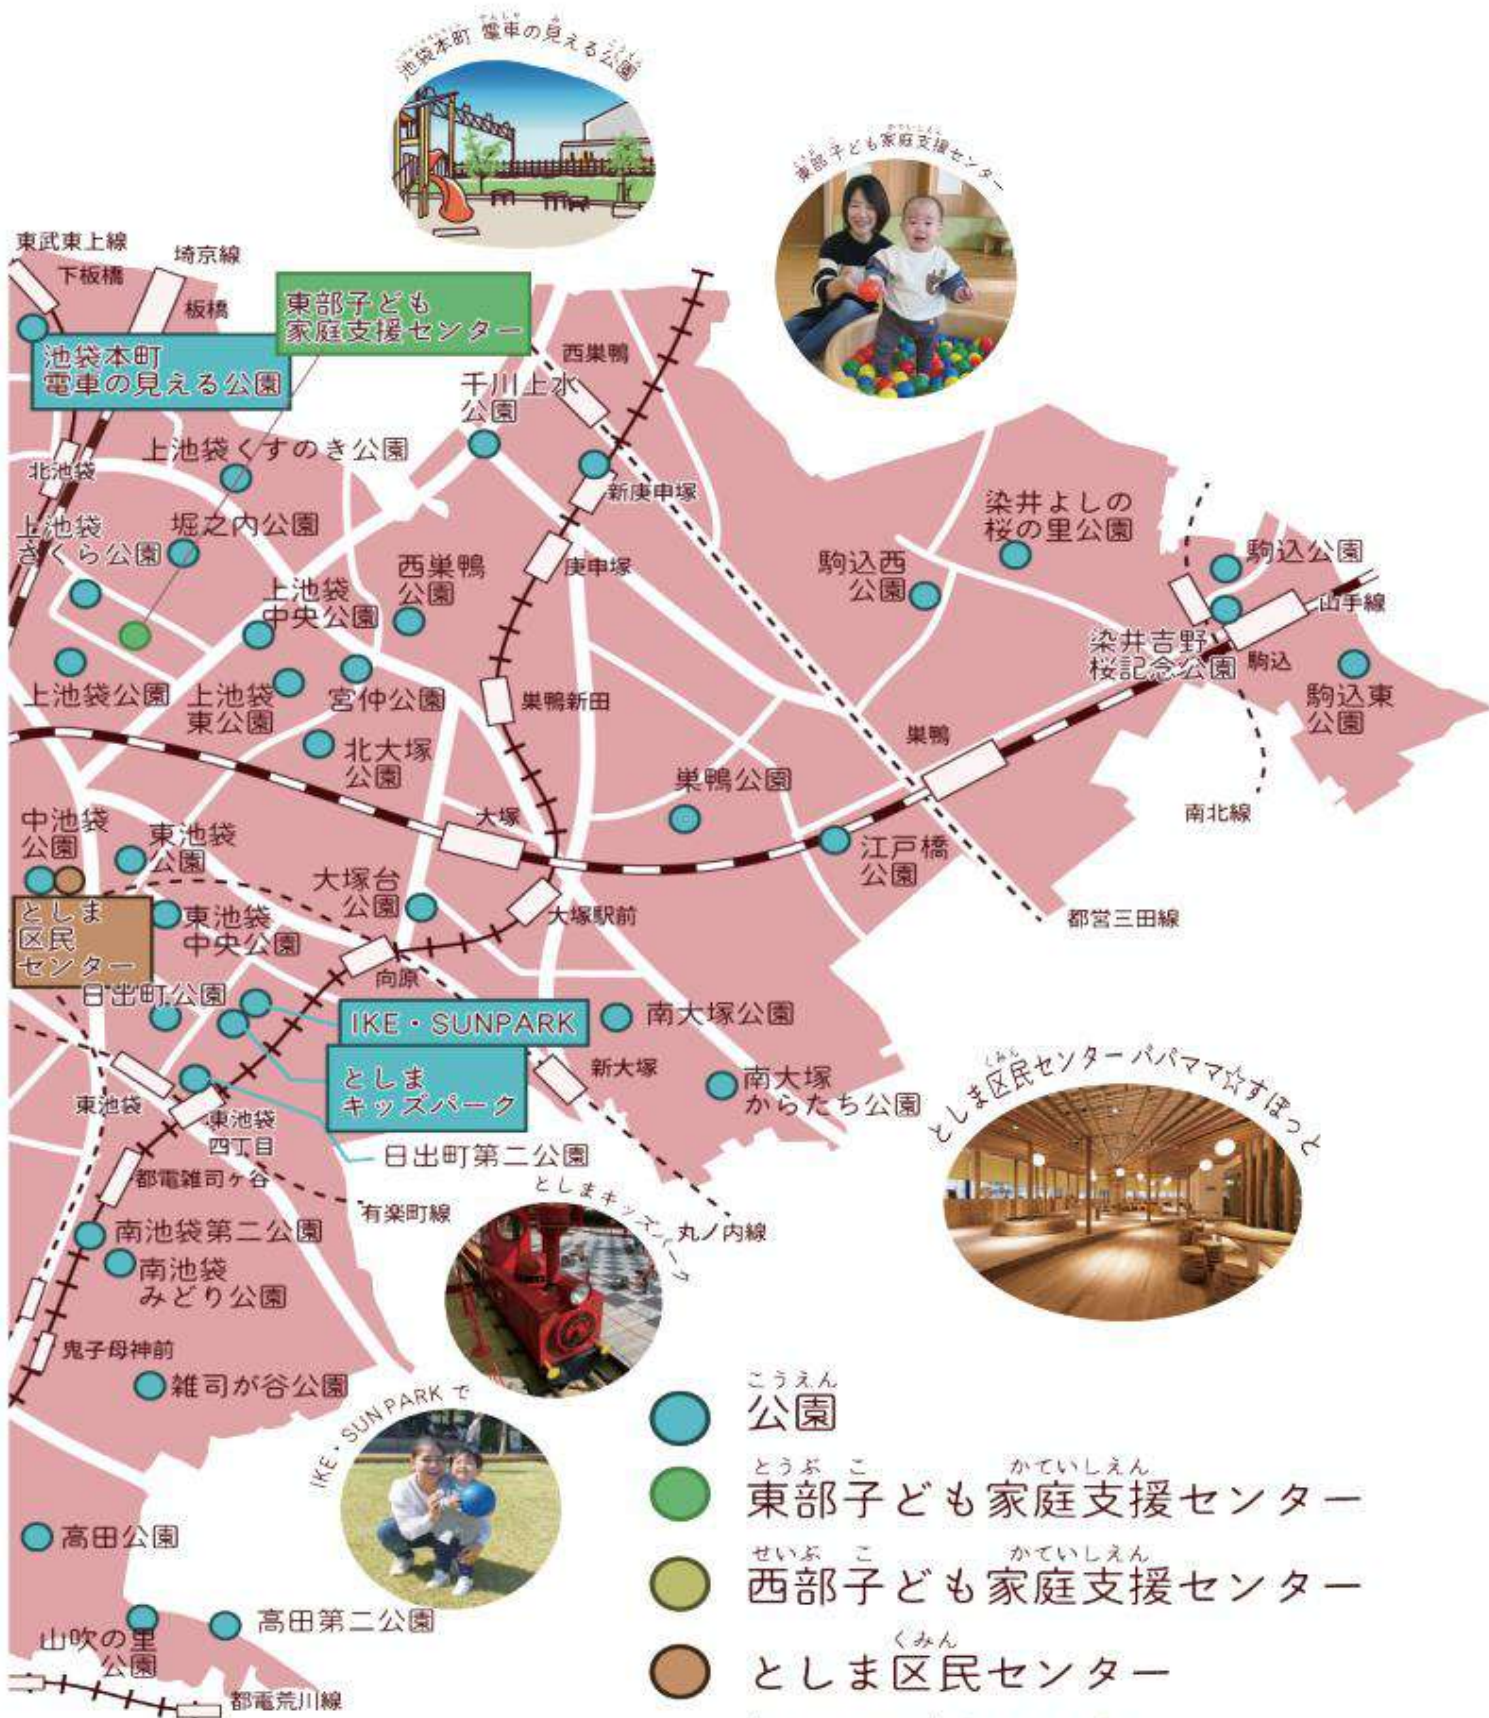 池袋本町 電車の見える公園
かていしえん
東部 子ども家庭支援センター
東武東上線
下板橋
埼京線
板橋
東部子ども
家庭支援センター
池袋本町
電車の見える公園
西巣鴨
千川上水
公園
上池袋くすのき公園
北池袋
新庚申塚
上池袋
さくら公園
堀之内公園
西巣鴨
公園
庚申塚
上池袋
中央公園
染井よしの
桜の里公園
駒込西
公園
駒込公園
山手線
染井吉野
桜記念公園
駒込
駒込東
公園
上池袋公園
上池袋
東公園
宮仲公園
巣鴨新田
北大塚
公園
巣鴨
巣鴨公園
南北線
大塚
中池袋
公園
東池袋
公園
江戸橋
公園
大塚台
公園
大塚駅前
都営三田線
としま
区民
センター
東池袋
中央公園
向原
日出町公園
IKE・SUNPARK
南大塚公園
としま
キッズパーク
新大塚
南大塚
からたち公園
東池袋
東池袋
四丁目
日出町第二公園
都電雑司ヶ谷
有楽町線
丸ノ内線
くみん
としま区民センター パパママ☆すぽっと
としまキッズパーク
南池袋第二公園
南池袋
みどり公園
鬼子母神前
雑司が谷公園
IKE・SUN PARK で
高田公園
高田第二公園
山吹の里
公園
都電荒川線
こうえん
公園
とうぶ こ かていしえん
東部子ども家庭支援センター
せいぶ こ かていしえん
西部子ども家庭支援センター
くみん
としま区民センター